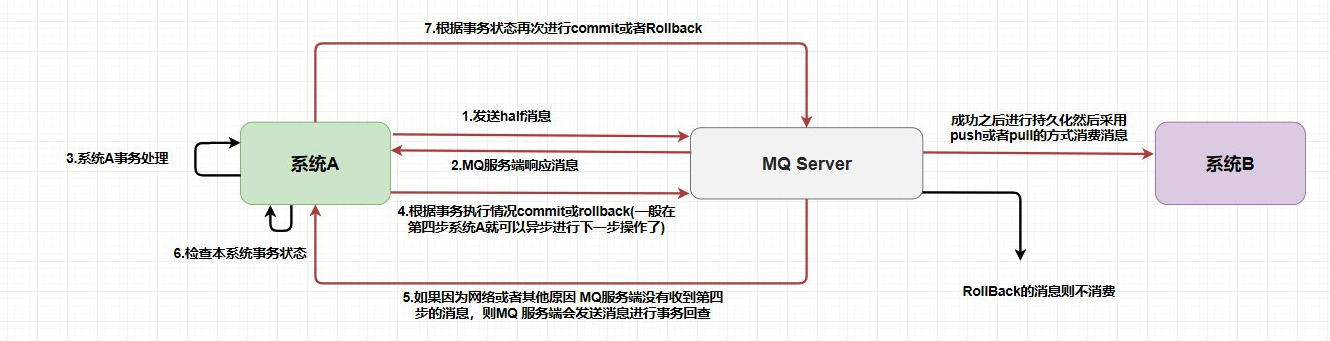 7.根据事务状态再次进行commit或者Rollback
1.发送half消息
成功之后进行持久化然后采用
push或者pull的方式消费消息
3.系统A事务处理
系统A
2.MQ服务端响应消息
MQ Server
系统B
4.根据事务执行情况commit或rollback(一般在
第四步系统A就可以异步进行下一步操作了)
6.检查本系统事务状态
5.如果因为网络或者其他原因 MQ服务端没有收到第四
步的消息，则MQ 服务端会发送消息进行事务回查
RollBack的消息则不消费